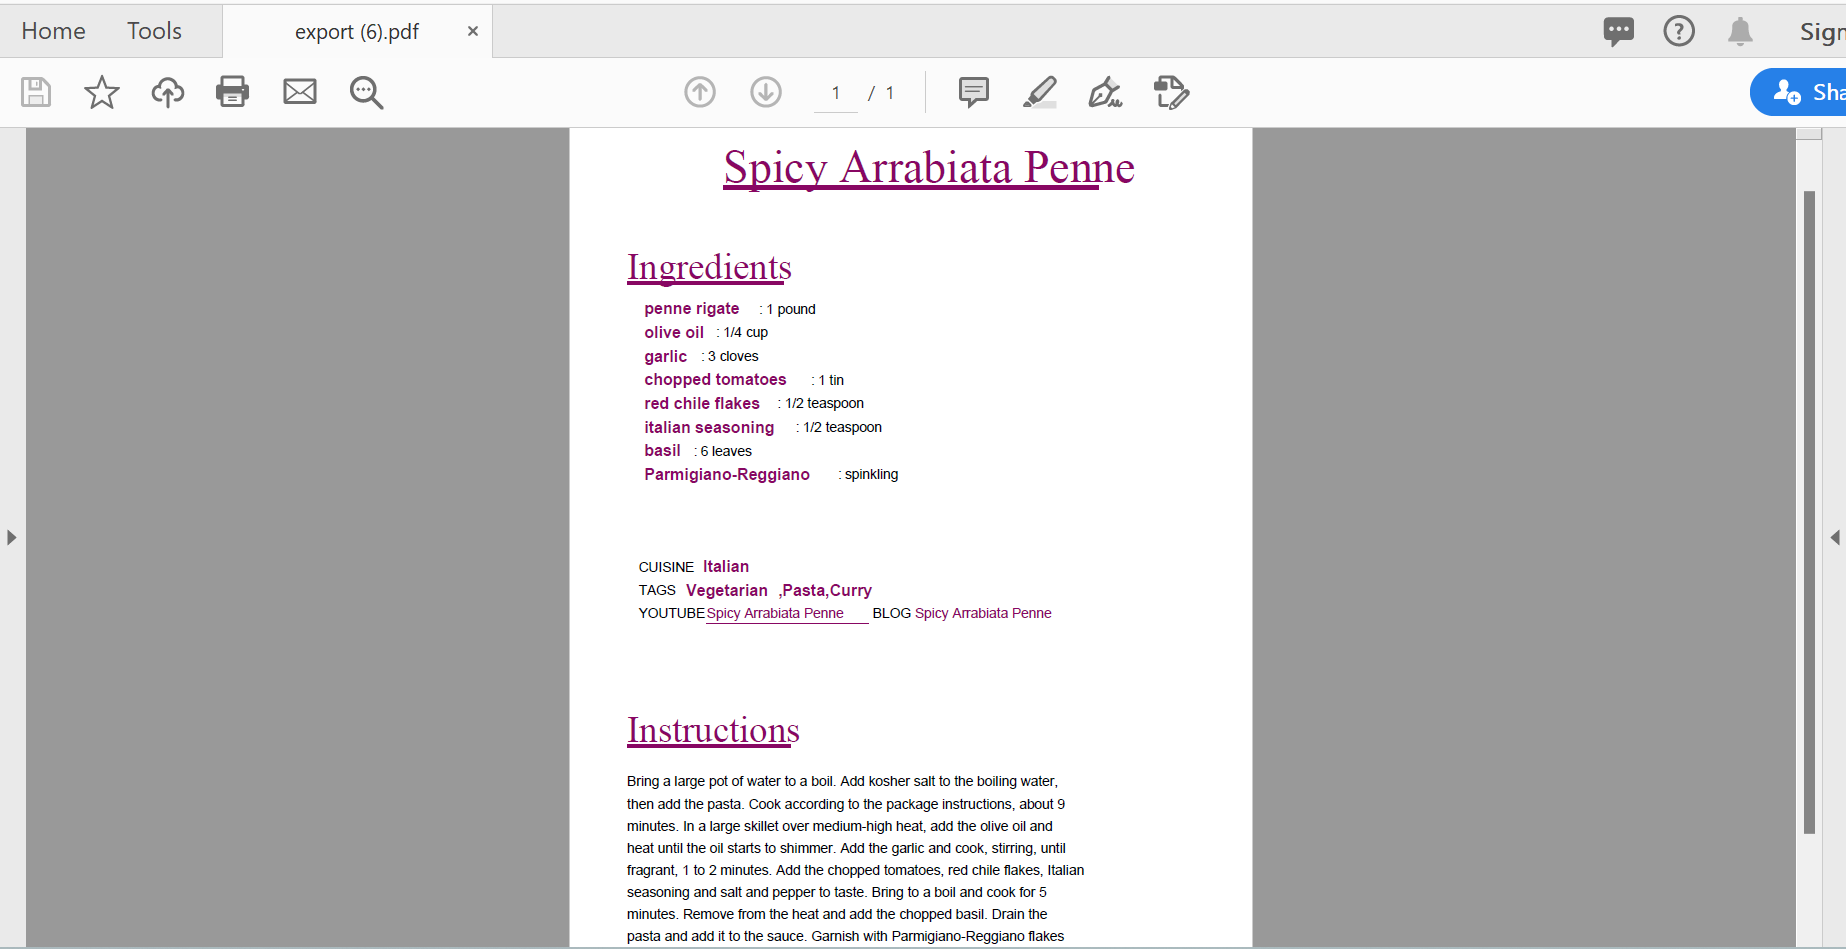 Home Tools export (6).pdf × Sign
1 / 1 Sha
Spicy Arrabiata Penne
Ingredients
penne rigate : 1 pound
olive oil : 1/4 cup
garlic : 3 cloves
chopped tomatoes : 1 tin
red chile flakes : 1/2 teaspoon
italian seasoning : 1/2 teaspoon
basil : 6 leaves
Parmigiano-Reggiano : spinkling
CUISINE Italian
TAGS Vegetarian ,Pasta,Curry
YOUTUBE Spicy Arrabiata Penne BLOG Spicy Arrabiata Penne
Instructions
Bring a large pot of water to a boil. Add kosher salt to the boiling water,
then add the pasta. Cook according to the package instructions, about 9
minutes. In a large skillet over medium-high heat, add the olive oil and
heat until the oil starts to shimmer. Add the garlic and cook, stirring, until
fragrant, 1 to 2 minutes. Add the chopped tomatoes, red chile flakes, Italian
seasoning and salt and pepper to taste. Bring to a boil and cook for 5
minutes. Remove from the heat and add the chopped basil. Drain the
pasta and add it to the sauce. Garnish with Parmigiano-Reggiano flakes